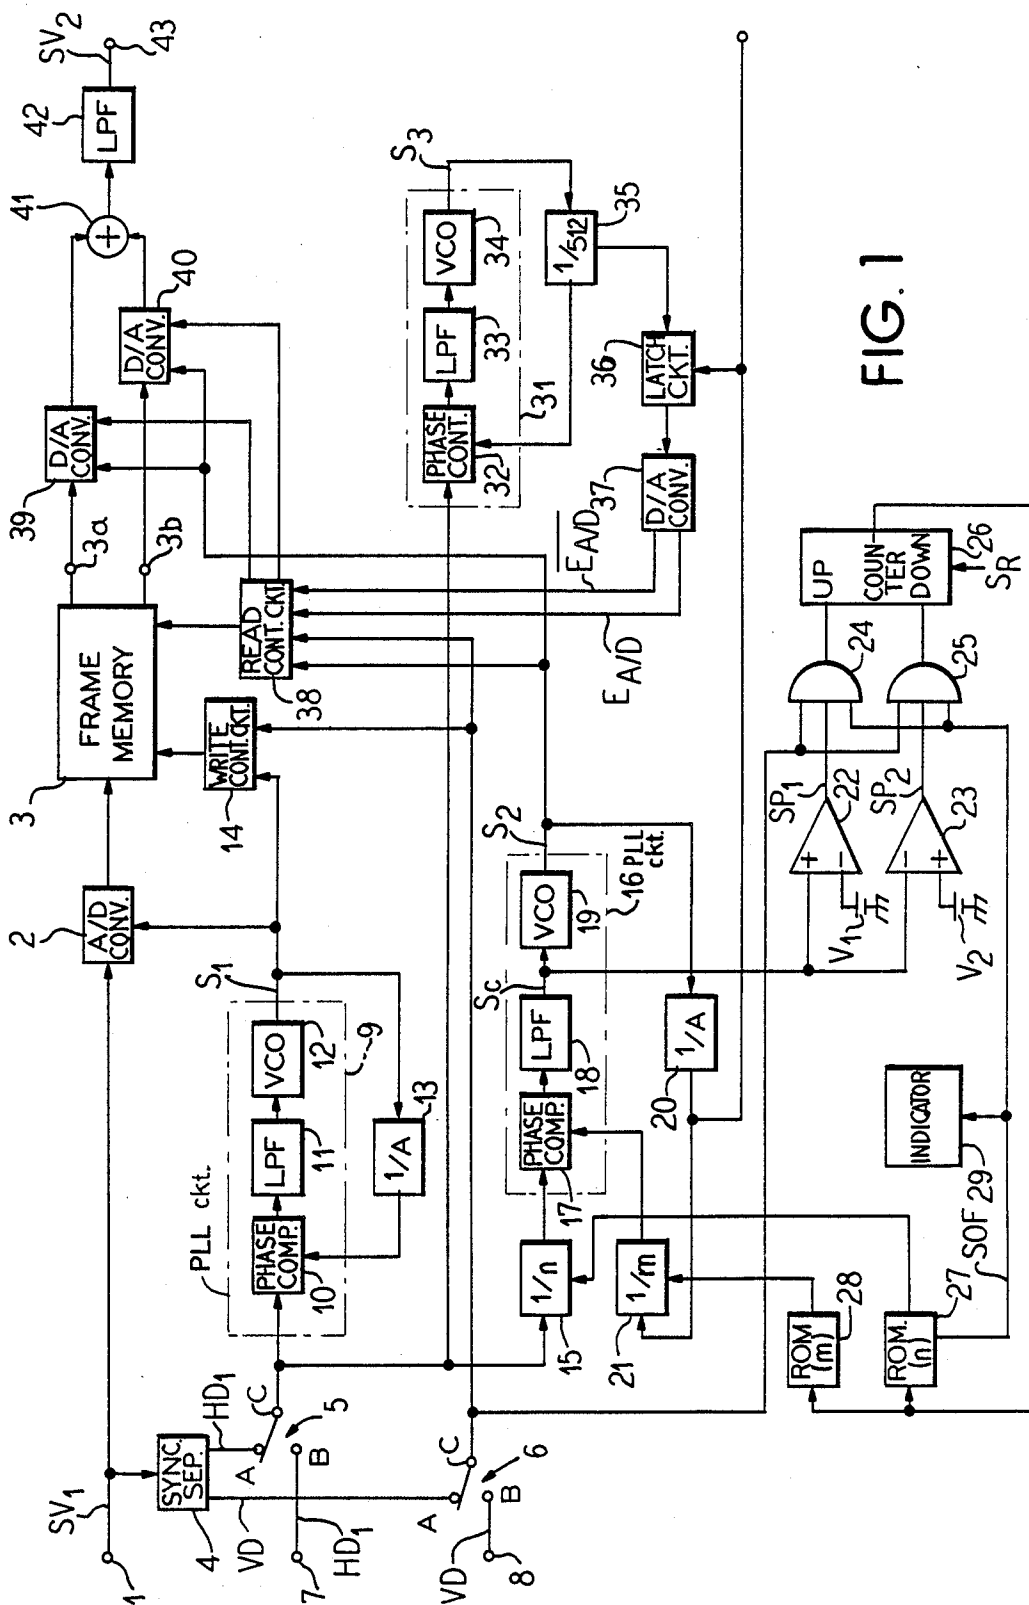 SV1
1
2
A/D
CONV.
3
FRAME
MEMORY
3a
3b
39
D/A
CONV.
D/A
CONV.
40
41
+
42
LPF
SV2
43
4
SYNC.
SEP.
VD
HD1
A
B
C
5
7
HD1
PLL ckt.
PHASE
COMP.
10
LPF
11
VCO
12
9
S1
1/A
13
14
WRITE
CONT.CKT.
READ
CONT. CKT.
38
PHASE
CONT.
32
LPF
33
VCO
34
31
S3
1/512
35
36
LATCH
CKT.
37
D/A
CONV.
EA/D
EA/D
VD
8
A
B
C
6
15
1/n
PHASE
COMP.
17
LPF
18
SC
VCO
19
16 PLL
ckt.
S2
1/A
20
21
1/m
ROM
(m)
28
ROM.
(n)
27
SOF
INDICATOR
29
V1
V2
+
−
22
SP1
−
+
23
SP2
24
25
UP
COUN
TER
DOWN
26
SR
FIG. 1